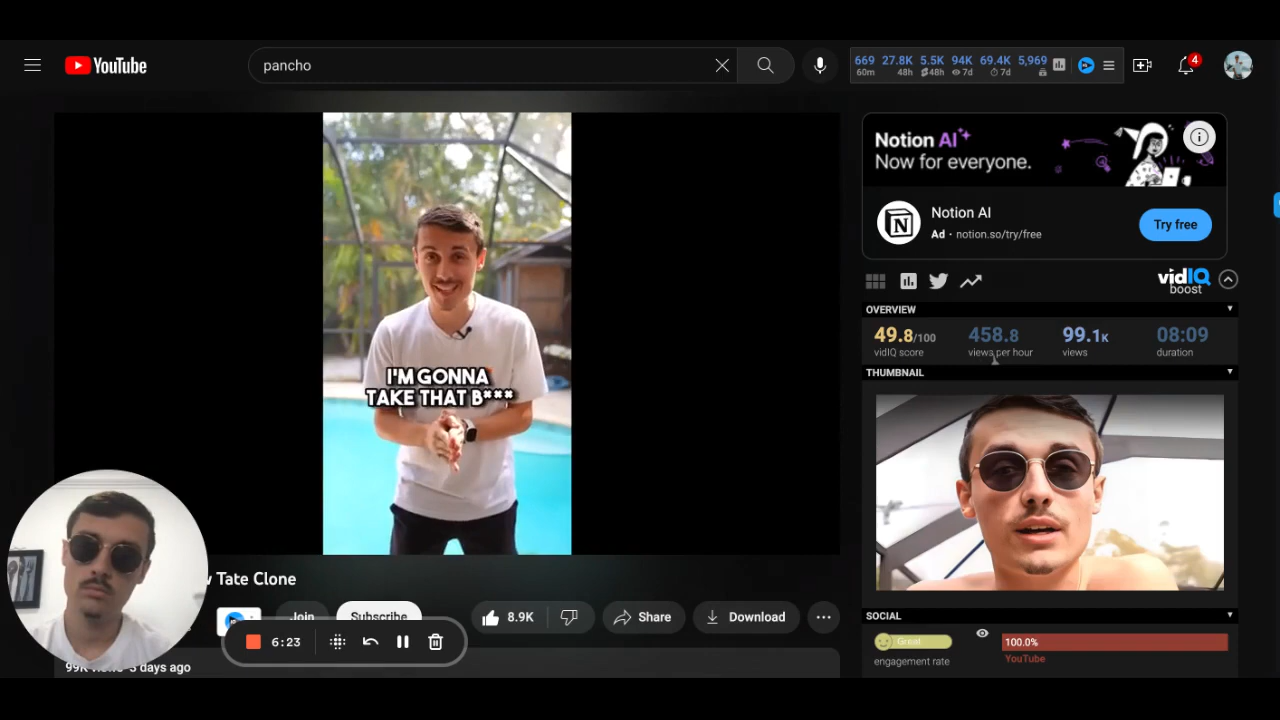 YouTube
pancho
669 27.8K 5.5K 94K 69.4K 5,969
60m 48h 48h 7d 7d
4
Notion AI
Now for everyone.
Notion AI
Ad · notion.so/try/free
Try free
vidIQ
boost
OVERVIEW
49.8/100 458.8 99.1K 08:09
vidIQ score views per hour views duration
THUMBNAIL
I'M GONNA
TAKE THAT B***
Tate Clone
Join
Subscribe
8.9K
Share
Download
6:23
3 days ago
SOCIAL
Great
engagement rate
100.0%
YouTube